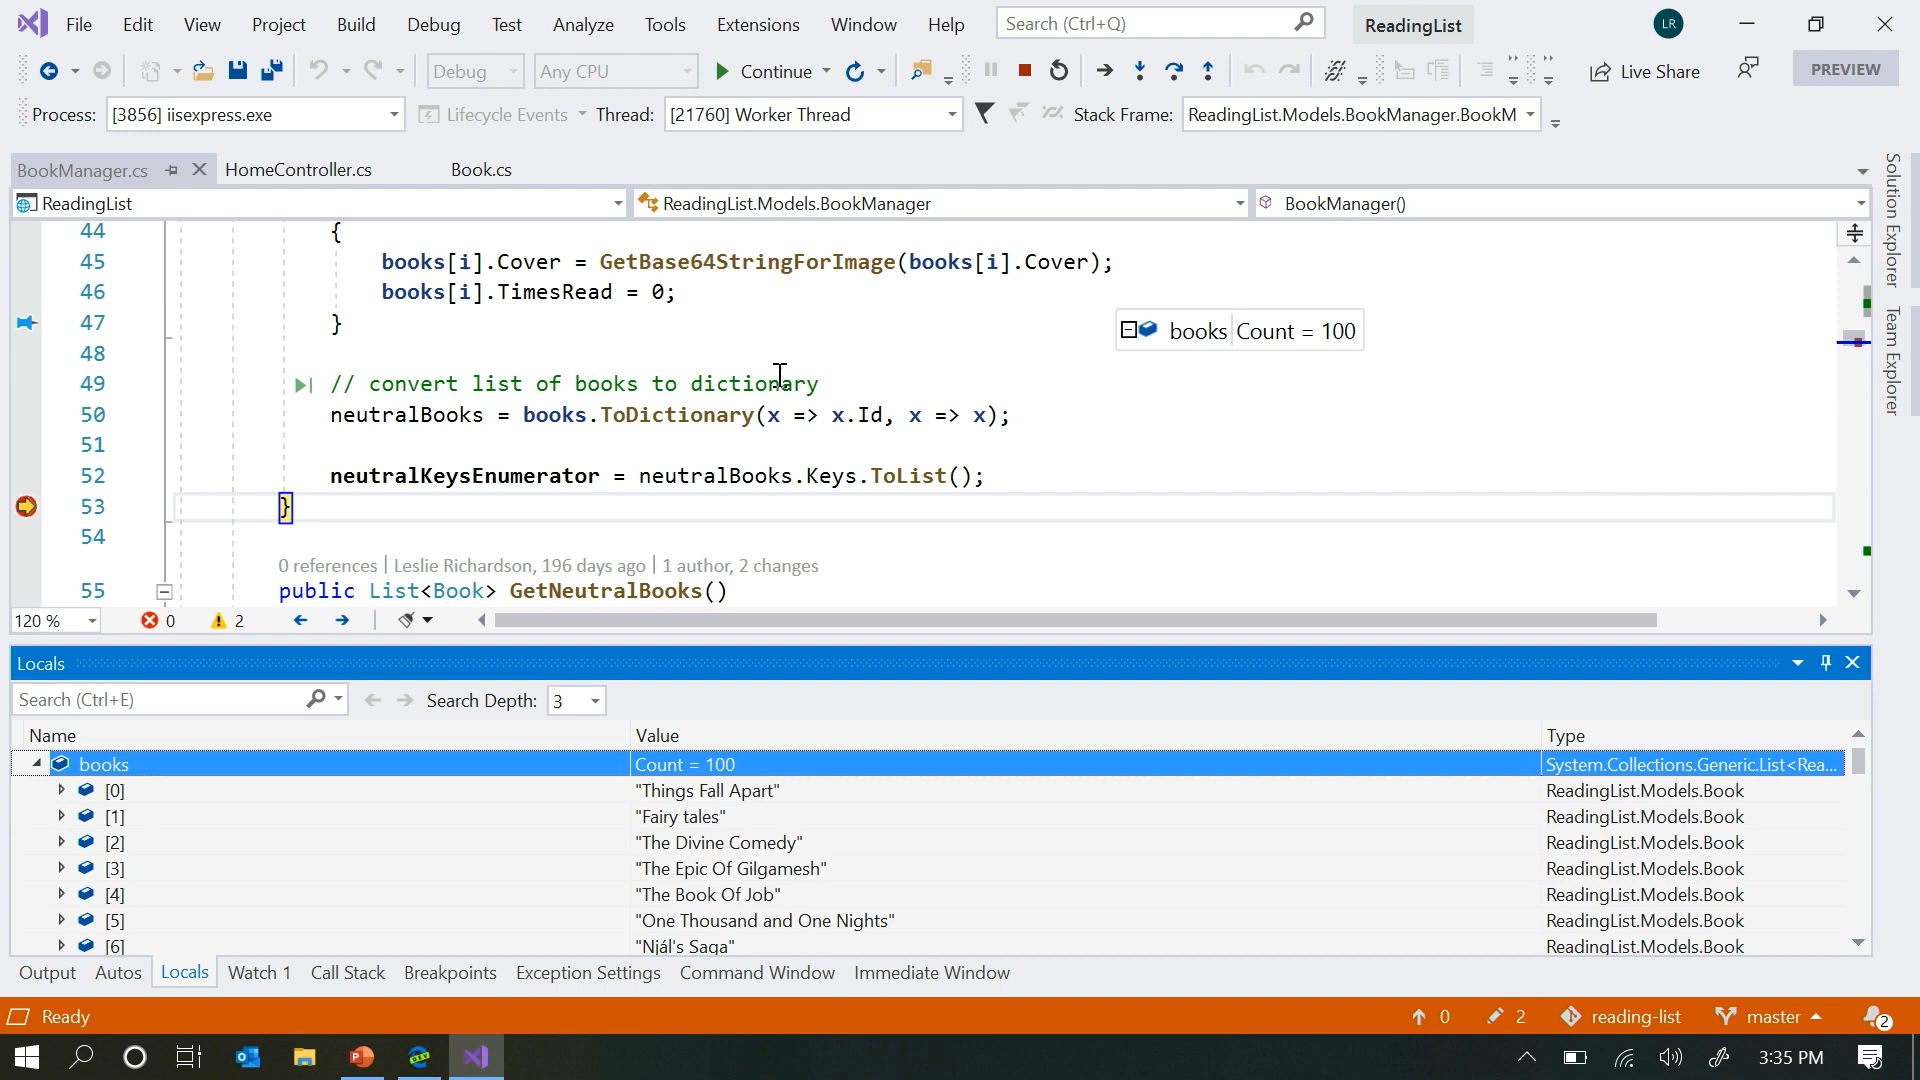 File Edit View Project Build Debug Test Analyze Tools Extensions Window Help Search (Ctrl+Q) ReadingList LR
Debug Any CPU Continue Live Share PREVIEW
Process: [3856] iisexpress.exe Lifecycle Events Thread: [21760] Worker Thread Stack Frame: ReadingList.Models.BookManager.BookM
BookManager.cs HomeController.cs Book.cs
ReadingList ReadingList.Models.BookManager BookManager()
44 {
45 books[i].Cover = GetBase64StringForImage(books[i].Cover);
46 books[i].TimesRead = 0;
47 }
books Count = 100
48
49 // convert list of books to dictionary
50 neutralBooks = books.ToDictionary(x => x.Id, x => x);
51
52 neutralKeysEnumerator = neutralBooks.Keys.ToList();
53 }
54
0 references | Leslie Richardson, 196 days ago | 1 author, 2 changes
55 public List<Book> GetNeutralBooks()
120 % 0 2
Solution Explorer
Team Explorer
Locals
Search (Ctrl+E) Search Depth: 3
Name Value Type
books Count = 100 System.Collections.Generic.List<Rea...
[0] "Things Fall Apart" ReadingList.Models.Book
[1] "Fairy tales" ReadingList.Models.Book
[2] "The Divine Comedy" ReadingList.Models.Book
[3] "The Epic Of Gilgamesh" ReadingList.Models.Book
[4] "The Book Of Job" ReadingList.Models.Book
[5] "One Thousand and One Nights" ReadingList.Models.Book
[6] "Njál's Saga" ReadingList.Models.Book
Output Autos Locals Watch 1 Call Stack Breakpoints Exception Settings Command Window Immediate Window
Ready 0 2 reading-list master 2
DEV 3:35 PM